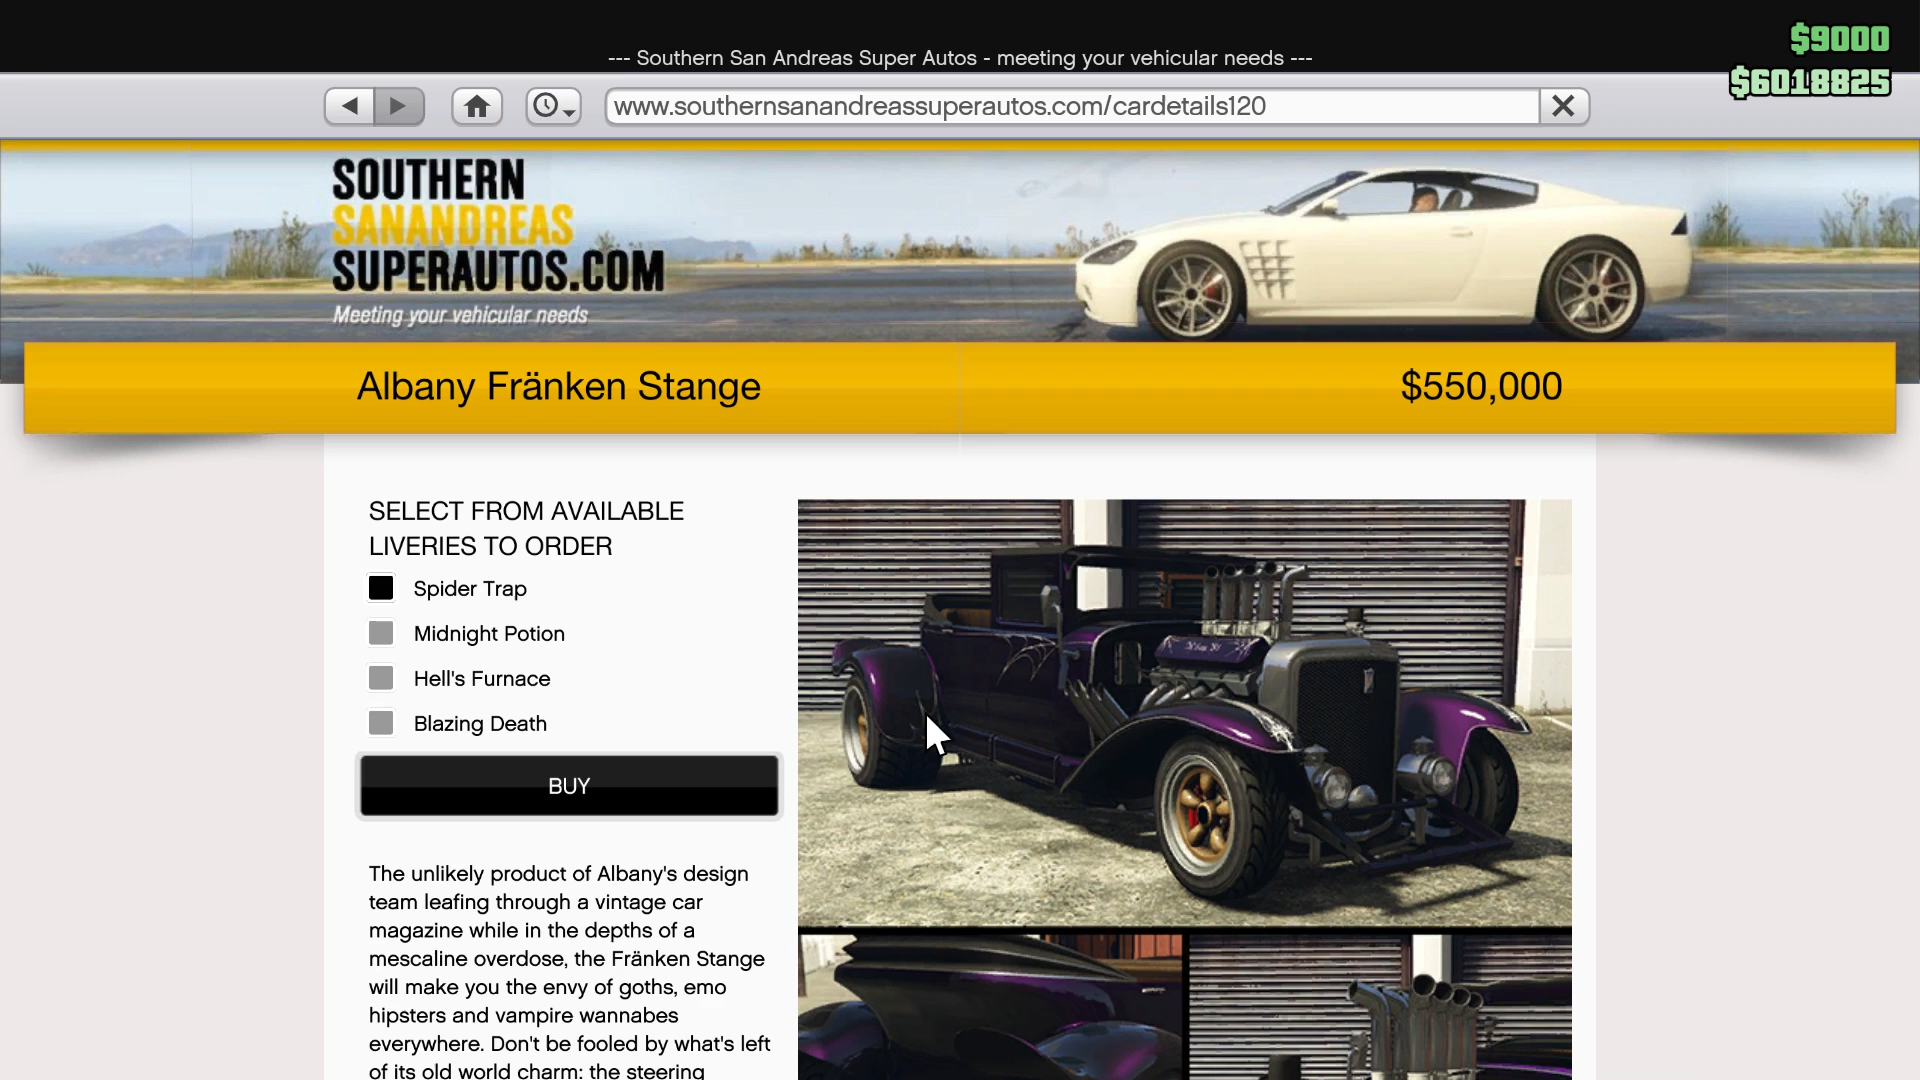 --- Southern San Andreas Super Autos - meeting your vehicular needs ---
$9000
$6018825
www.southernsanandreassuperautos.com/cardetails120
SOUTHERN
SANANDREAS
SUPERAUTOS.COM
Meeting your vehicular needs
Albany Fränken Stange
$550,000
SELECT FROM AVAILABLE
LIVERIES TO ORDER
Spider Trap
Midnight Potion
Hell's Furnace
Blazing Death
BUY
The unlikely product of Albany's design
team leafing through a vintage car
magazine while in the depths of a
mescaline overdose, the Fränken Stange
will make you the envy of goths, emo
hipsters and vampire wannabes
everywhere. Don't be fooled by what's left
of its old world charm: the steering